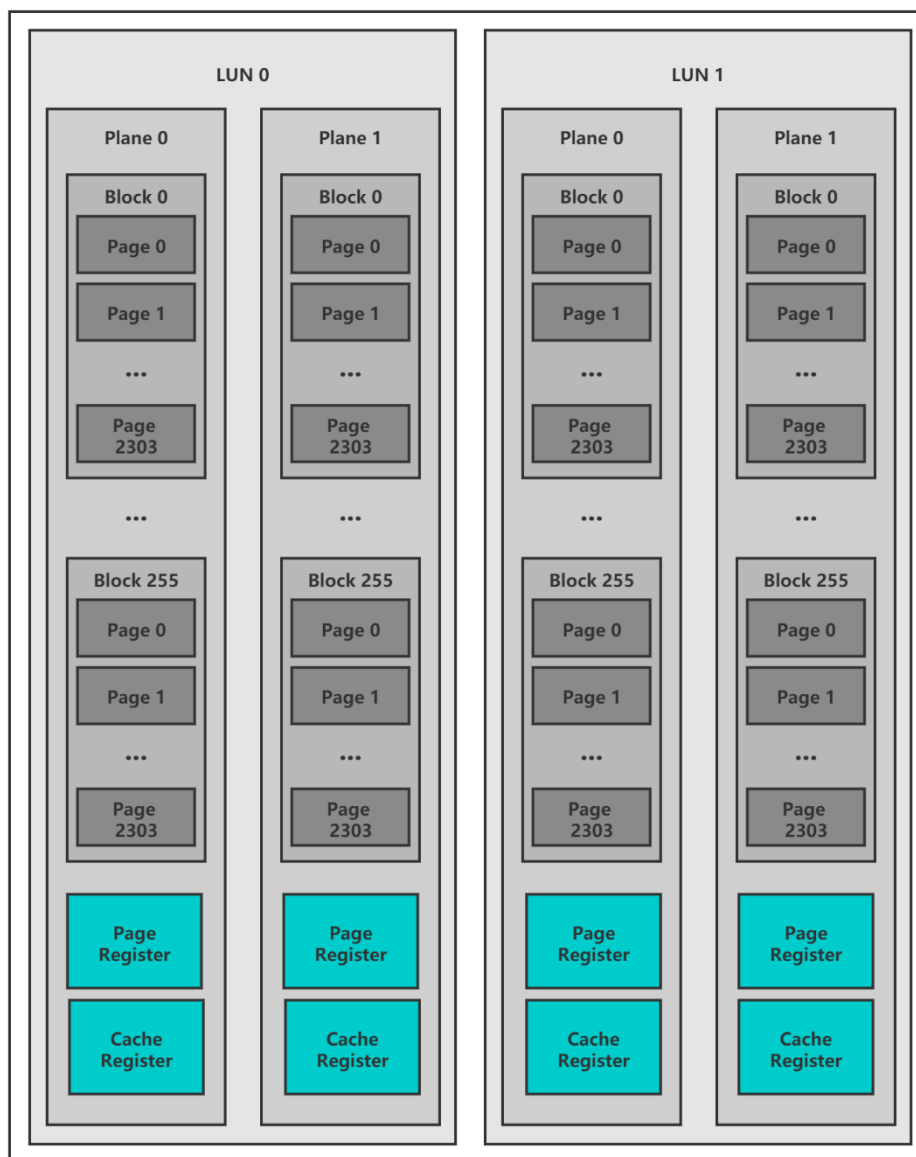 LUN 0
Plane 0
Block 0
Page 0
Page 1
...
Page
2303
...
Block 255
Page 0
Page 1
...
Page
2303
Page
Register
Cache
Register
Plane 1
Block 0
Page 0
Page 1
...
Page
2303
...
Block 255
Page 0
Page 1
...
Page
2303
Page
Register
Cache
Register
LUN 1
Plane 0
Block 0
Page 0
Page 1
...
Page
2303
...
Block 255
Page 0
Page 1
...
Page
2303
Page
Register
Cache
Register
Plane 1
Block 0
Page 0
Page 1
...
Page
2303
...
Block 255
Page 0
Page 1
...
Page
2303
Page
Register
Cache
Register